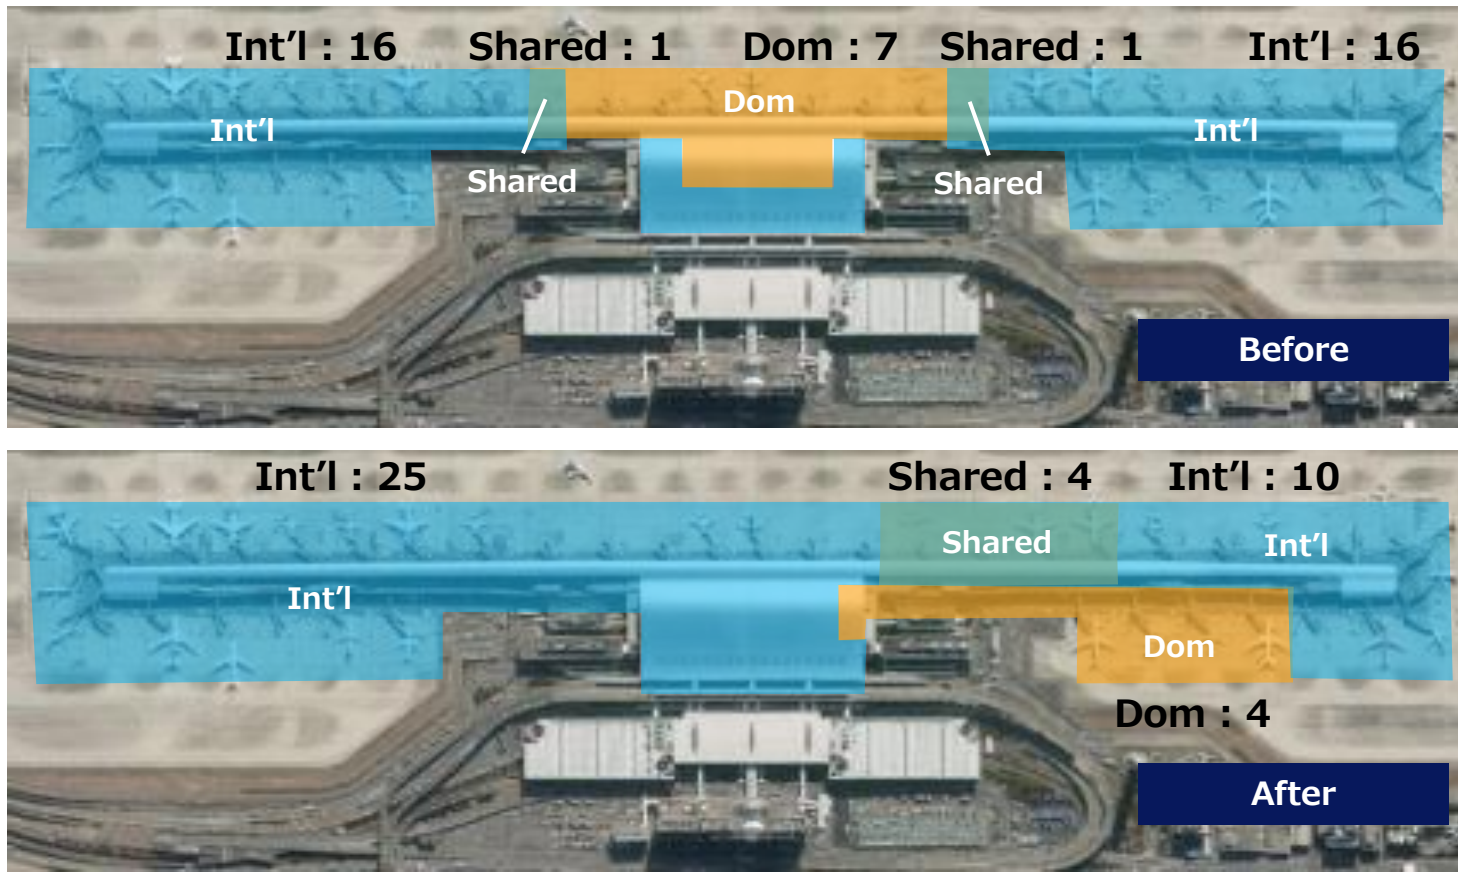 Int’l : 16 Shared : 1 Dom : 7 Shared : 1 Int’l : 16
Dom
Int’l
Int’l
Shared
Shared
Before
Int’l : 25 Shared : 4 Int’l : 10
Shared
Int’l
Int’l
Dom
Dom : 4
After